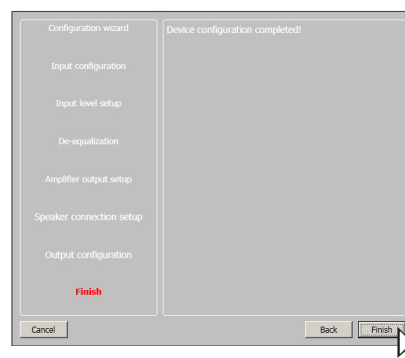 Configuration wizard
Input configuration
Input level setup
De-equalization
Amplifier output setup
Speaker connection setup
Output configuration
Finish
Device configuration completed!
Cancel
Back
Finish